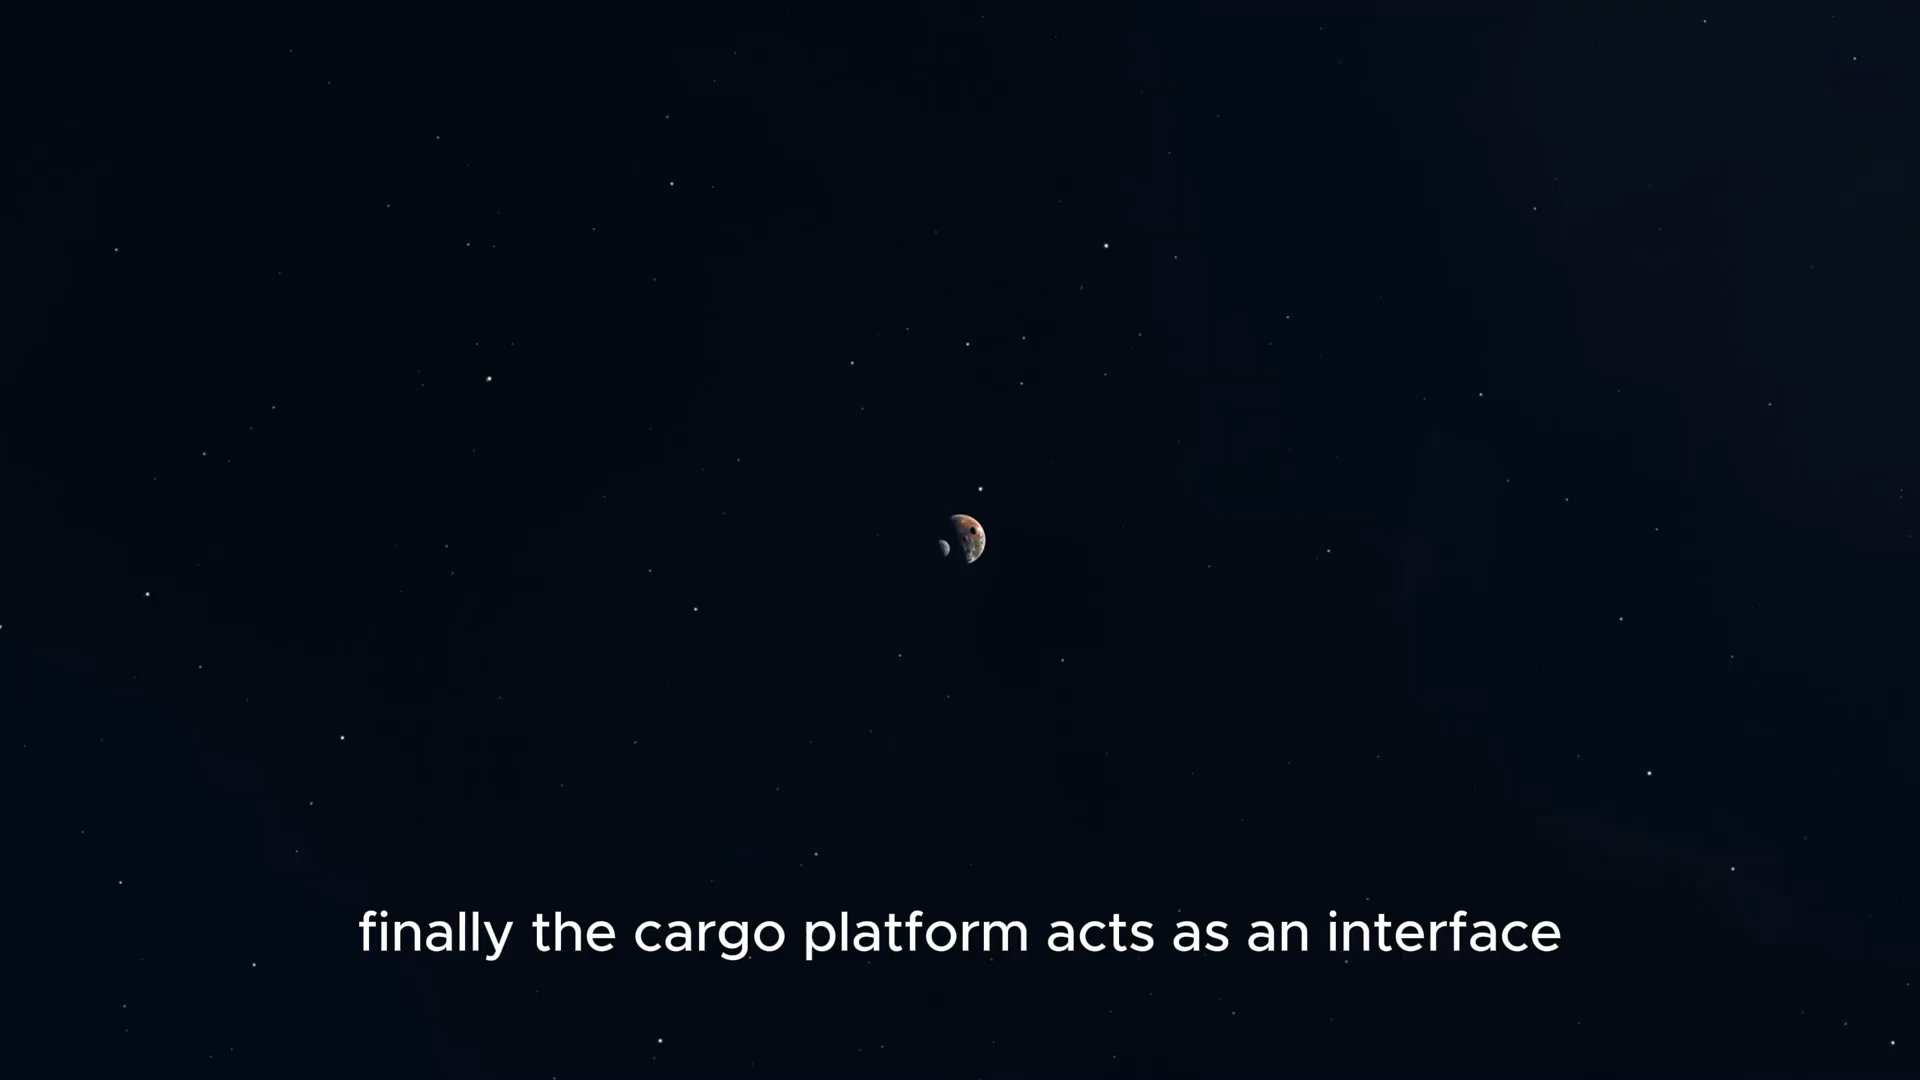 finally the cargo platform acts as an interface